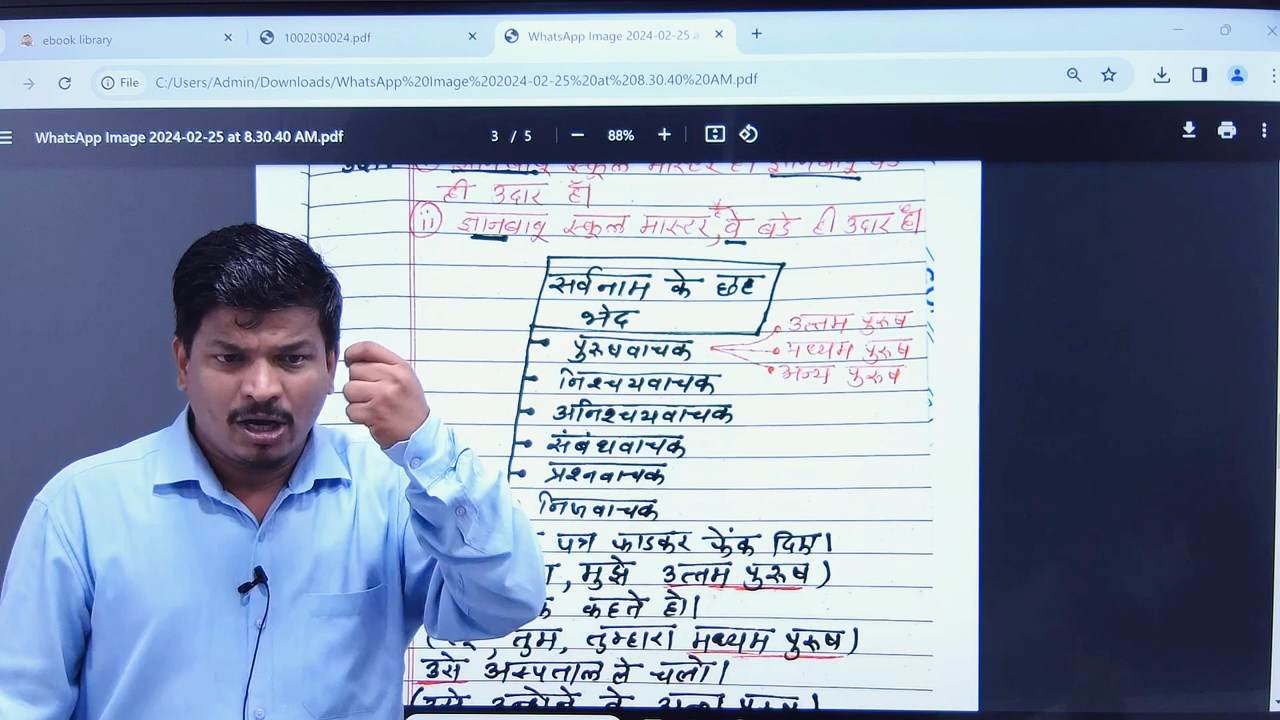 ebook library
1002030024.pdf
WhatsApp Image 2024-02-25 a
File
C:/Users/Admin/Downloads/WhatsApp%20Image%202024-02-25%20at%208.30.40%20AM.pdf
WhatsApp Image 2024-02-25 at 8.30.40 AM.pdf
3 / 5
88%
स्कूल मास्टर
ही उदार हैं।
ii ज्ञानबाबू स्कूल मास्टर है, वे बडे ही उदार हैं।
सर्वनाम के छह
भेद
पुरूषवाचक
उत्तम पुरूष
मध्यम पुरूष
अन्य पुरूष
निश्चयवाचक
अनिश्चयवाचक
संबंधवाचक
प्रश्नवाचक
निजवाचक
पत्र फाडकर फेंक दिए।
, मुझे उत्तम पुरूष)
कहते हो।
, तुम, तुम्हारा मध्यम पुरूष)
उसे अस्पताल ले चलो।